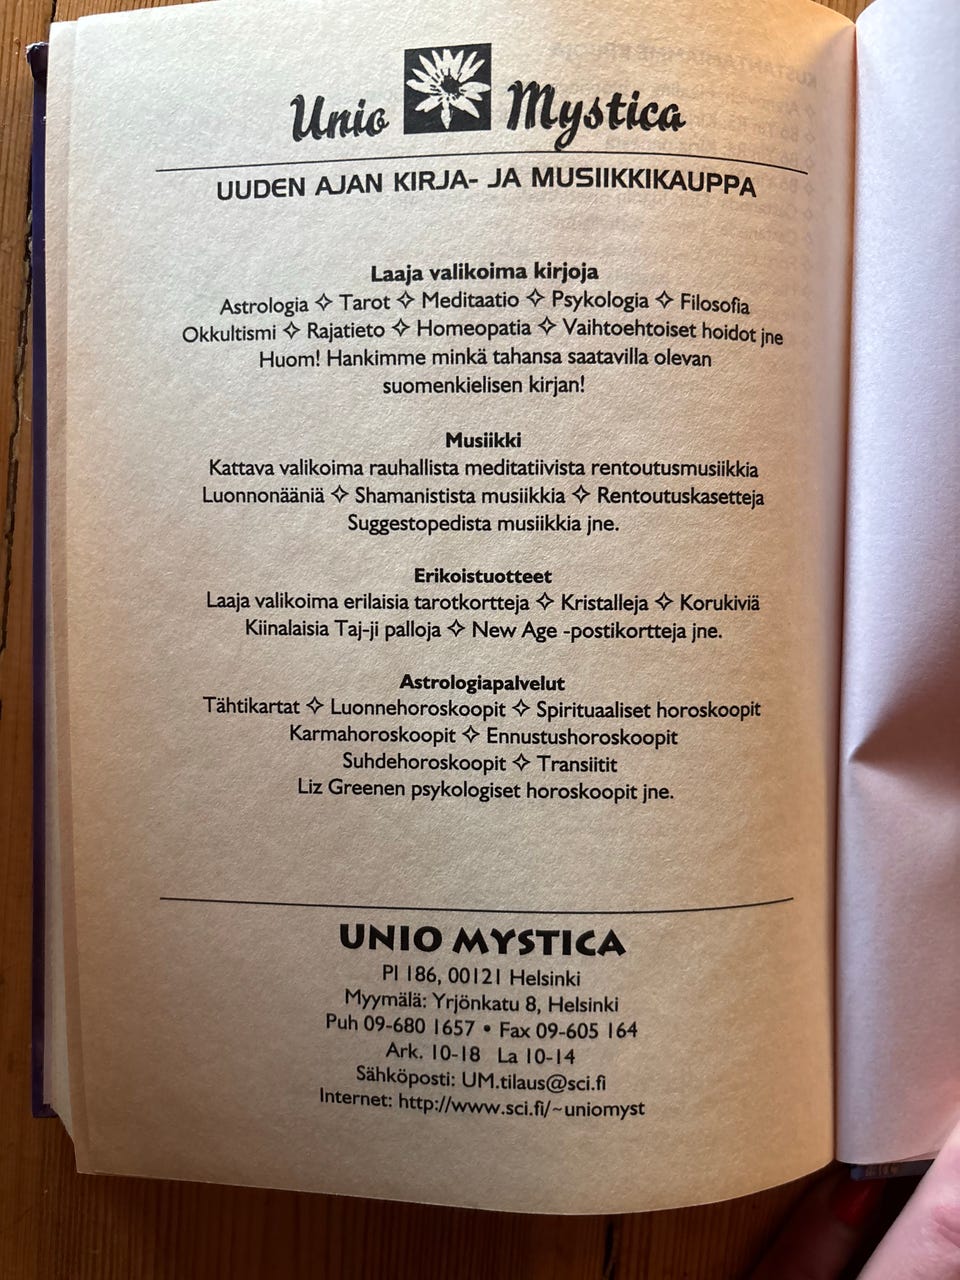 Unio Mystica
UUDEN AJAN KIRJA- JA MUSIIKKIKAUPPA
Laaja valikoima kirjoja
Astrologia ✧ Tarot ✧ Meditaatio ✧ Psykologia ✧ Filosofia
Okkultismi ✧ Rajatieto ✧ Homeopatia ✧ Vaihtoehtoiset hoidot jne
Huom! Hankimme minkä tahansa saatavilla olevan
suomenkielisen kirjan!
Musiikki
Kattava valikoima rauhallista meditatiivista rentoutusmusiikkia
Luonnonääniä ✧ Shamanistista musiikkia ✧ Rentoutuskasetteja
Suggestopedista musiikkia jne.
Erikoistuotteet
Laaja valikoima erilaisia tarotkortteja ✧ Kristalleja ✧ Korukiviä
Kiinalaisia Taj-ji palloja ✧ New Age -postikortteja jne.
Astrologiapalvelut
Tähtikartat ✧ Luonnehoroskoopit ✧ Spirituaaliset horoskoopit
Karmahoroskoopit ✧ Ennustushoroskoopit
Suhdehoroskoopit ✧ Transiitit
Liz Greenen psykologiset horoskoopit jne.
UNIO MYSTICA
Pl 186, 00121 Helsinki
Myymälä: Yrjönkatu 8, Helsinki
Puh 09-680 1657 • Fax 09-605 164
Ark. 10-18 La 10-14
Sähköposti: UM.tilaus@sci.fi
Internet: http://www.sci.fi/~uniomyst